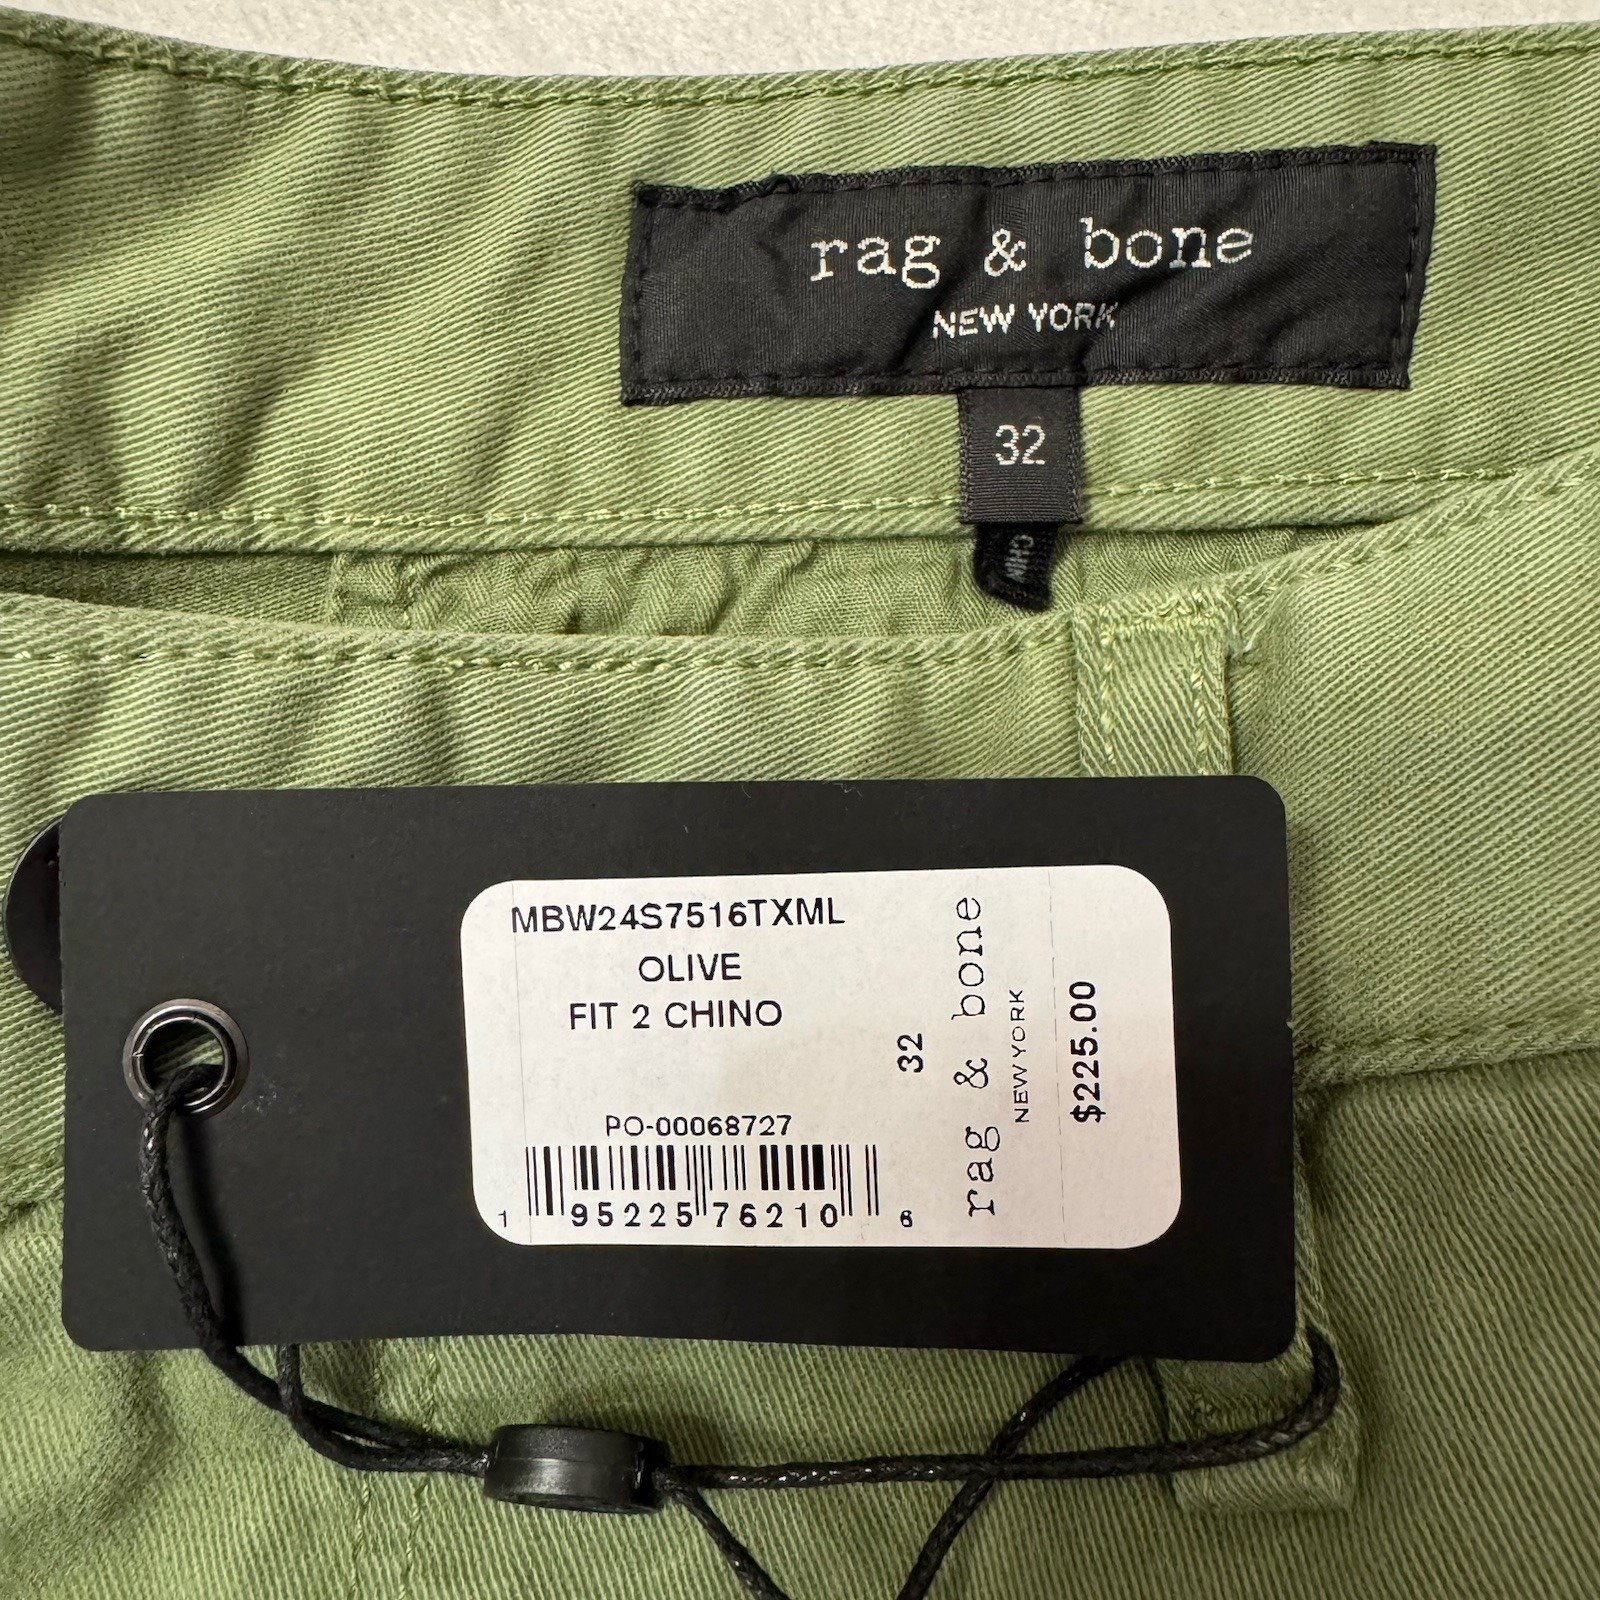 rag & bone
NEW YORK
32
CHIN
MBW24S7516TXML
OLIVE
FIT 2 CHINO
PO-00068727
1 95225 76210 6
32
rag & bone
NEW YORK
$225.00